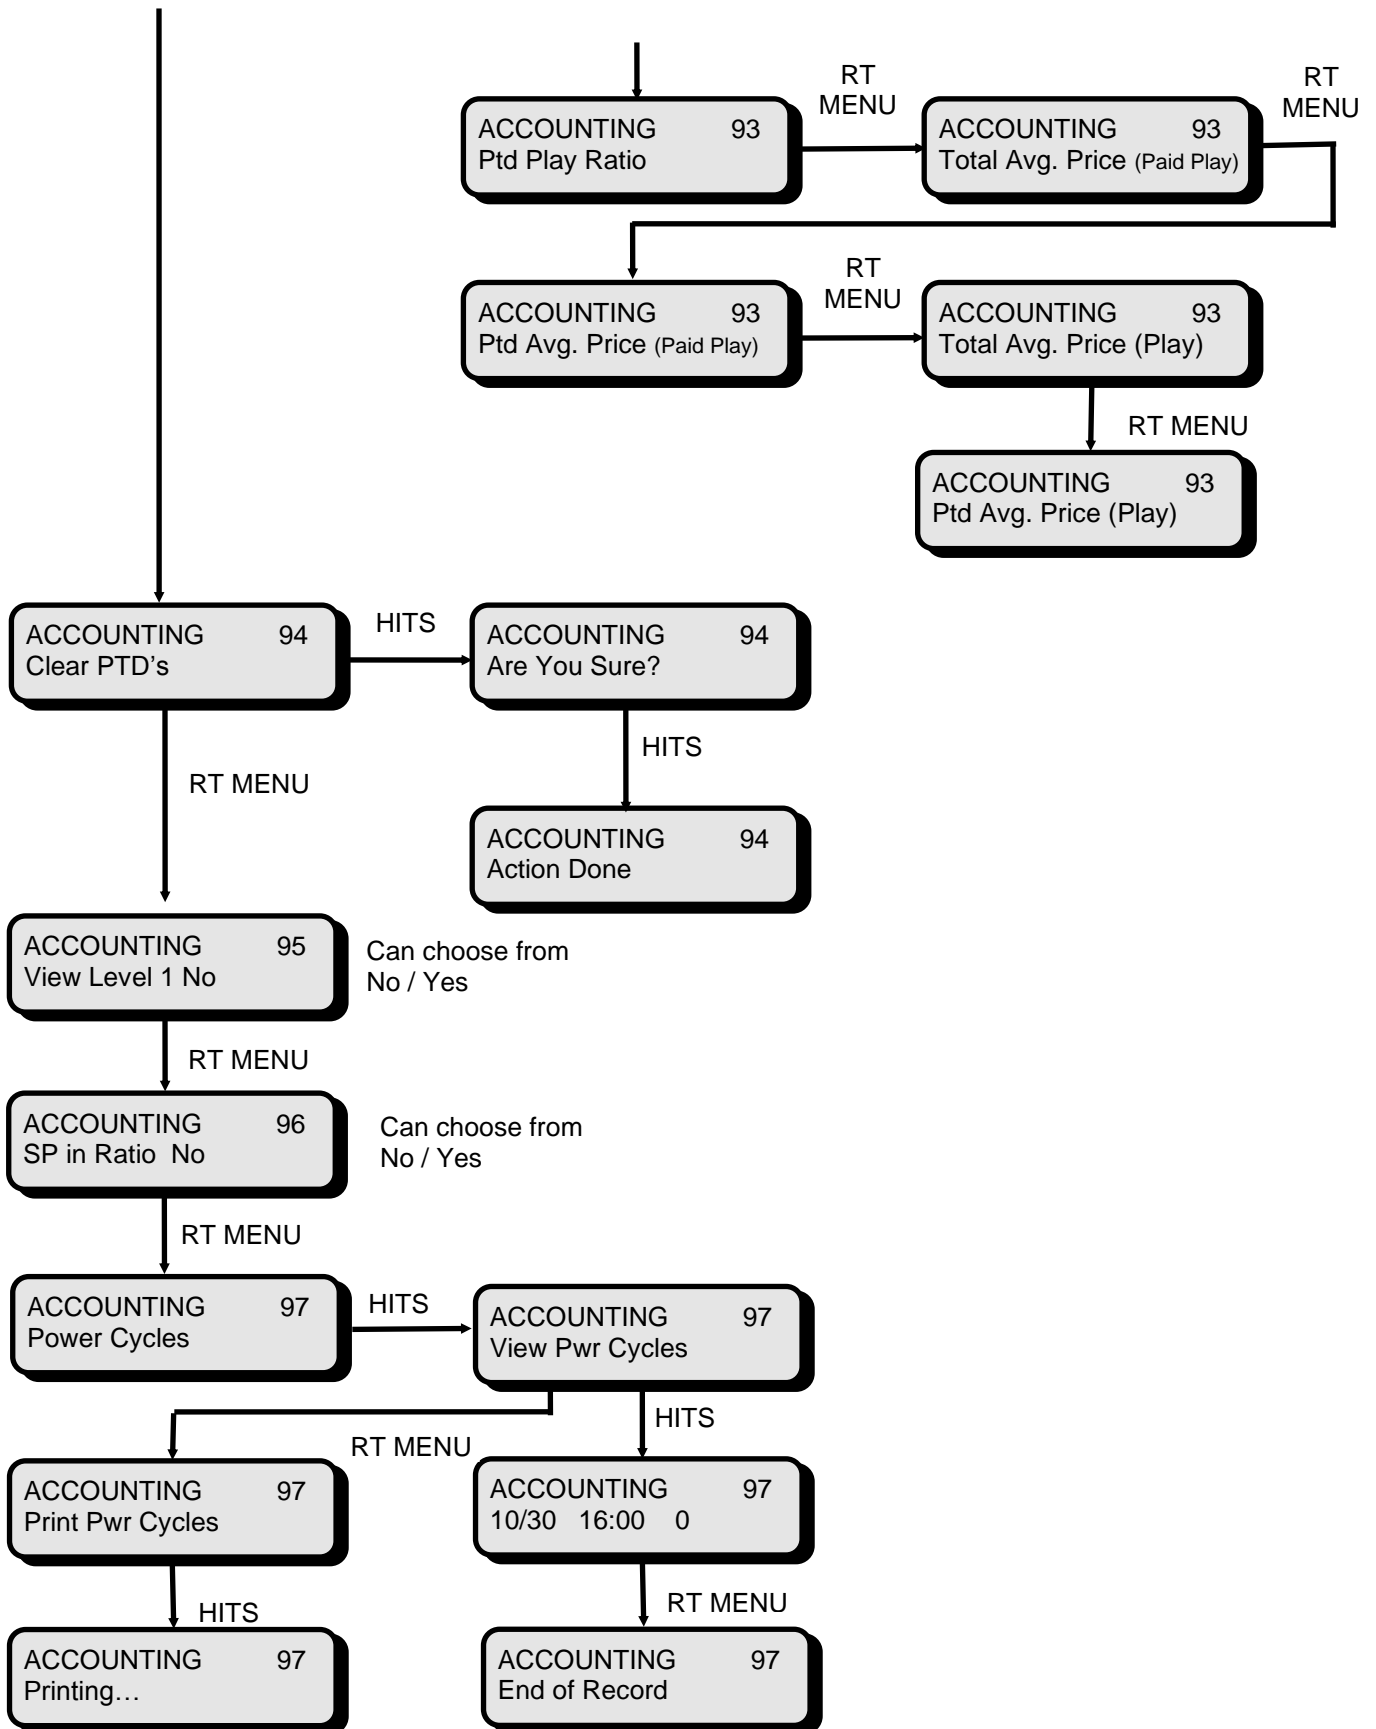 RT
MENU
RT
MENU
ACCOUNTING 93
Ptd Play Ratio
ACCOUNTING 93
Total Avg. Price (Paid Play)
RT
MENU
ACCOUNTING 93
Ptd Avg. Price (Paid Play)
ACCOUNTING 93
Total Avg. Price (Play)
RT MENU
ACCOUNTING 93
Ptd Avg. Price (Play)
ACCOUNTING 94
Clear PTD’s
HITS
ACCOUNTING 94
Are You Sure?
HITS
RT MENU
ACCOUNTING 94
Action Done
ACCOUNTING 95
View Level 1 No
Can choose from
No / Yes
RT MENU
ACCOUNTING 96
SP in Ratio No
Can choose from
No / Yes
RT MENU
ACCOUNTING 97
Power Cycles
HITS
ACCOUNTING 97
View Pwr Cycles
HITS
RT MENU
ACCOUNTING 97
Print Pwr Cycles
ACCOUNTING 97
10/30 16:00 0
HITS
RT MENU
ACCOUNTING 97
Printing…
ACCOUNTING 97
End of Record